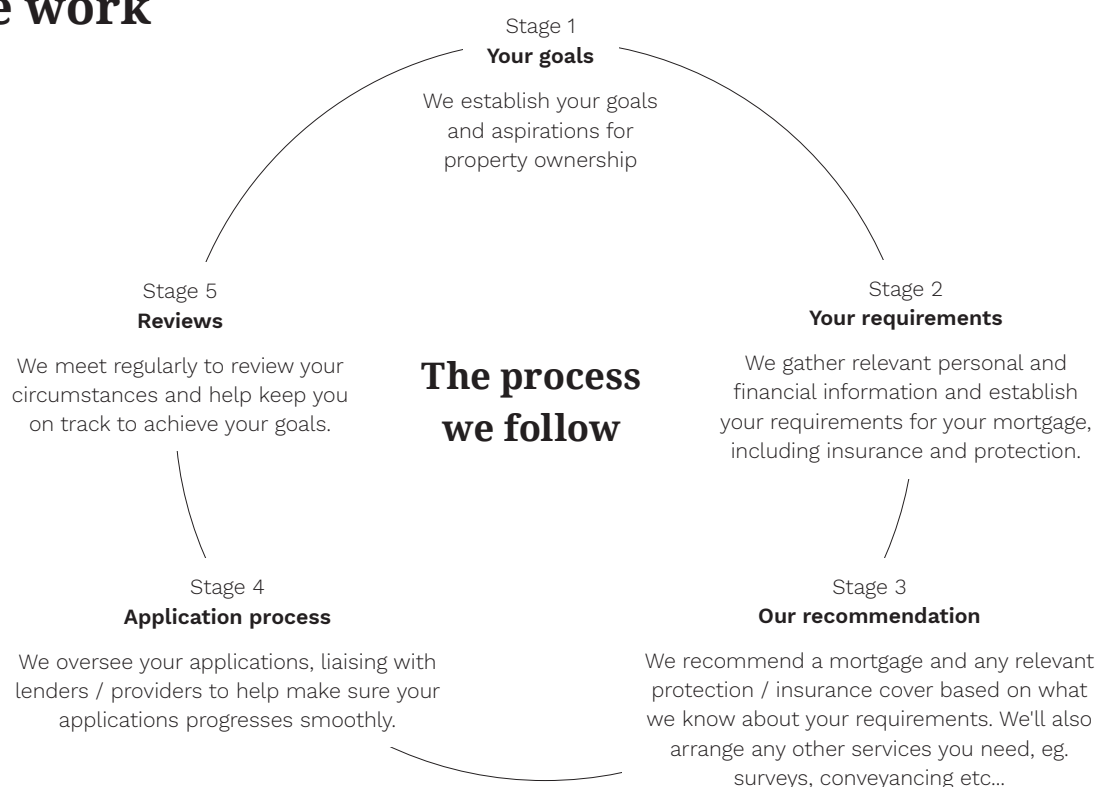 e work
Stage 1
Your goals
We establish your goals
and aspirations for
property ownership
Stage 2
Your requirements
We gather relevant personal and
financial information and establish
your requirements for your mortgage,
including insurance and protection.
Stage 3
Our recommendation
We recommend a mortgage and any relevant
protection / insurance cover based on what
we know about your requirements. We'll also
arrange any other services you need, eg.
surveys, conveyancing etc...
Stage 4
Application process
We oversee your applications, liaising with
lenders / providers to help make sure your
applications progresses smoothly.
Stage 5
Reviews
We meet regularly to review your
circumstances and help keep you
on track to achieve your goals.
The process
we follow